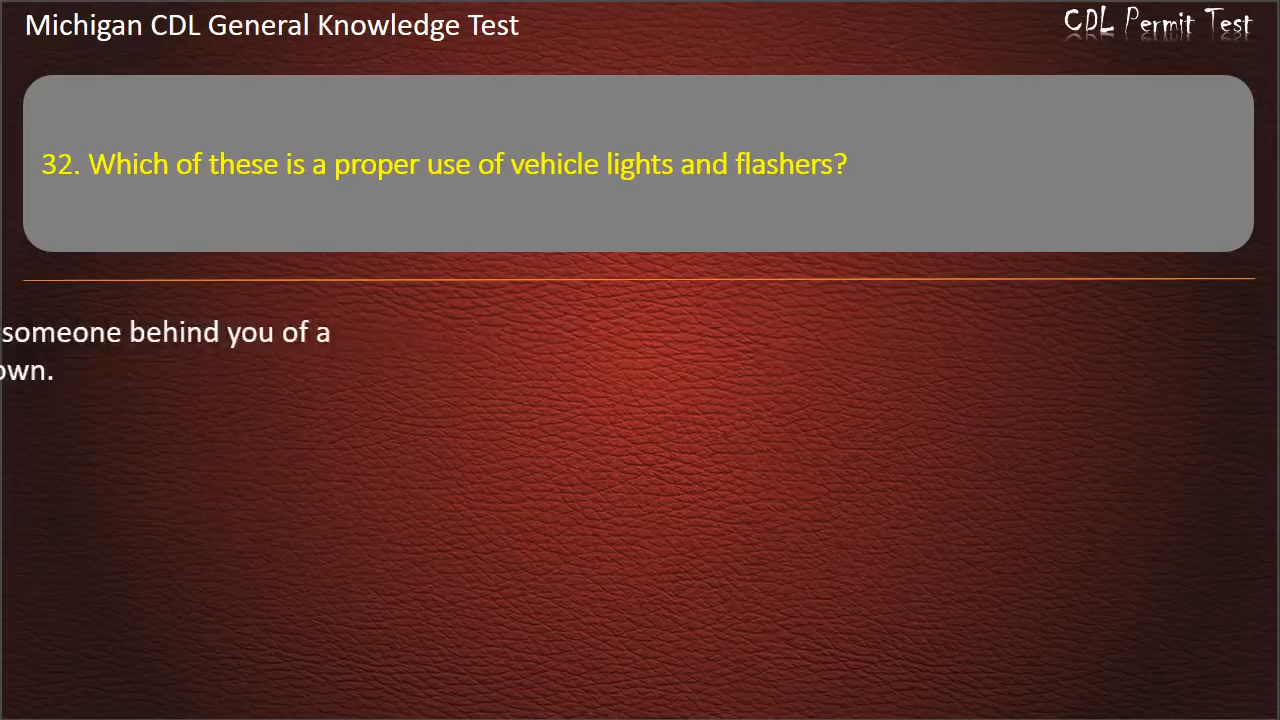 Michigan CDL General Knowledge Test
CDL Permit Test
32. Which of these is a proper use of vehicle lights and flashers?
someone behind you of a